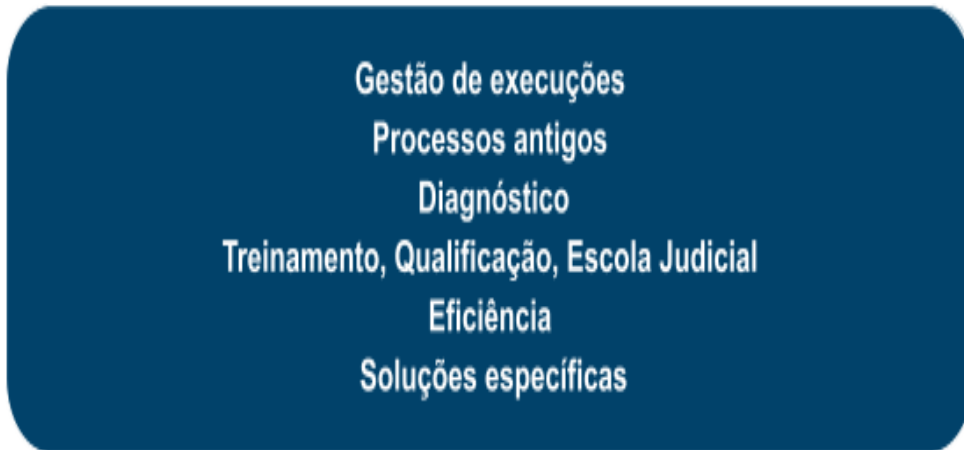 Gestão de execuções
Processos antigos
Diagnóstico
Treinamento, Qualificação, Escola Judicial
Eficiência
Soluções específicas